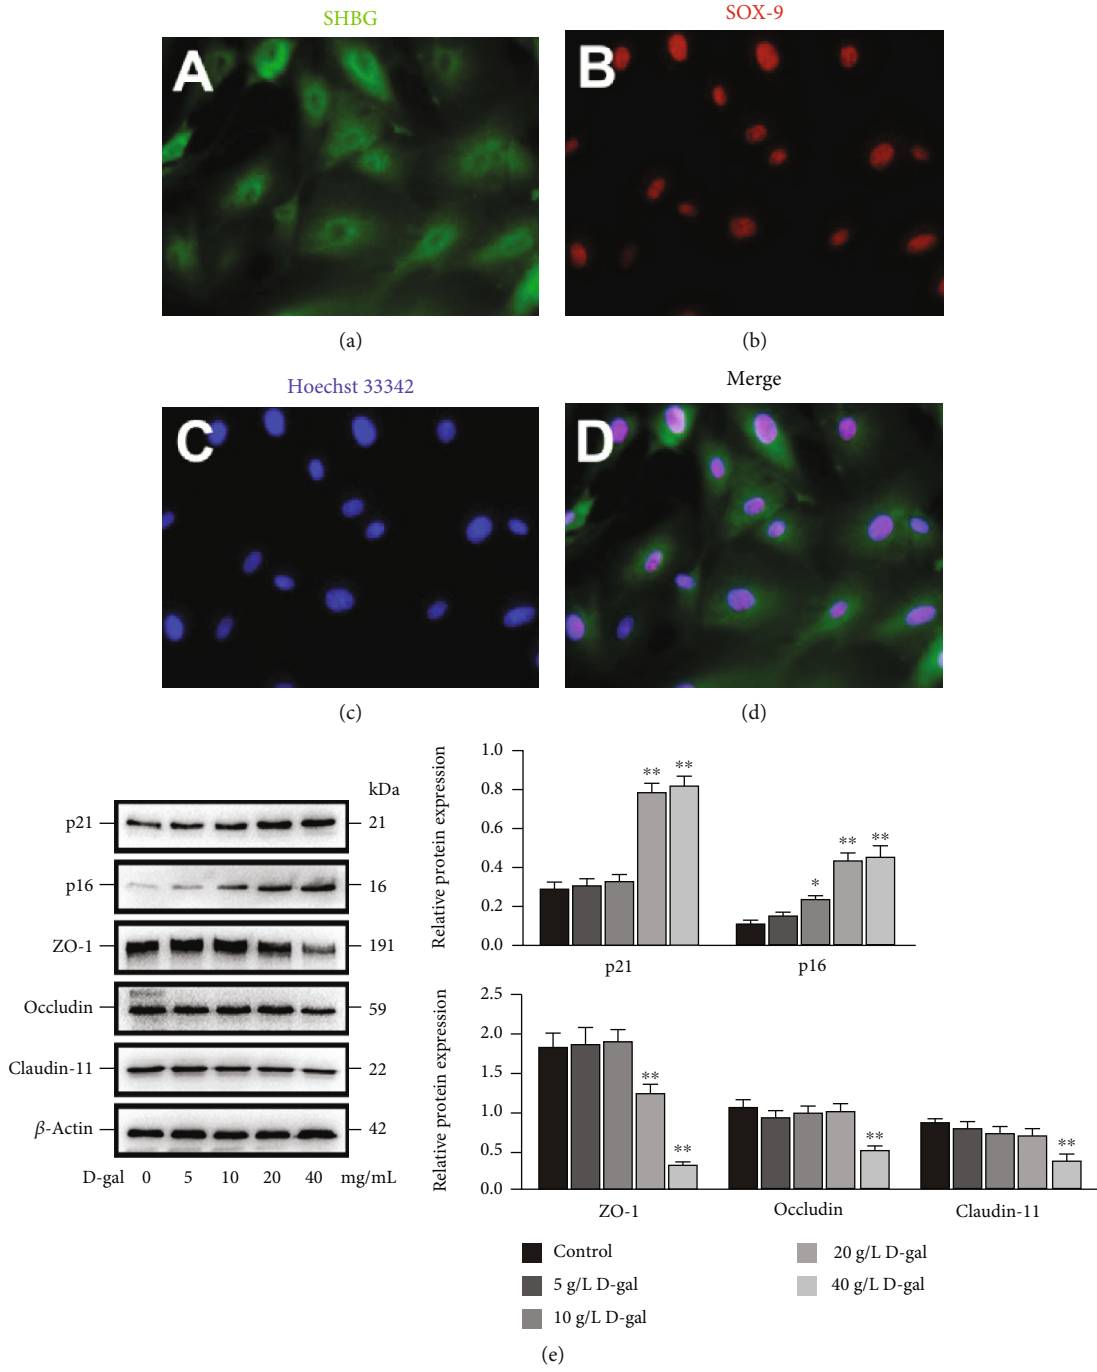 SHBG
SOX-9
A
B
(a)
(b)
Hoechst 33342
Merge
C
D
(c)
(d)
kDa
p21
21
p16
16
ZO-1
191
Occludin
59
Claudin-11
22
β-Actin
42
D-gal 0 5 10 20 40 mg/mL
Relative protein expression
1.0
0.8
0.6
0.4
0.2
0.0
** **
* ** **
p21
p16
Relative protein expression
2.5
2.0
1.5
1.0
0.5
0.0
**
**
**
**
ZO-1
Occludin
Claudin-11
Control
5 g/L D-gal
10 g/L D-gal
20 g/L D-gal
40 g/L D-gal
(e)